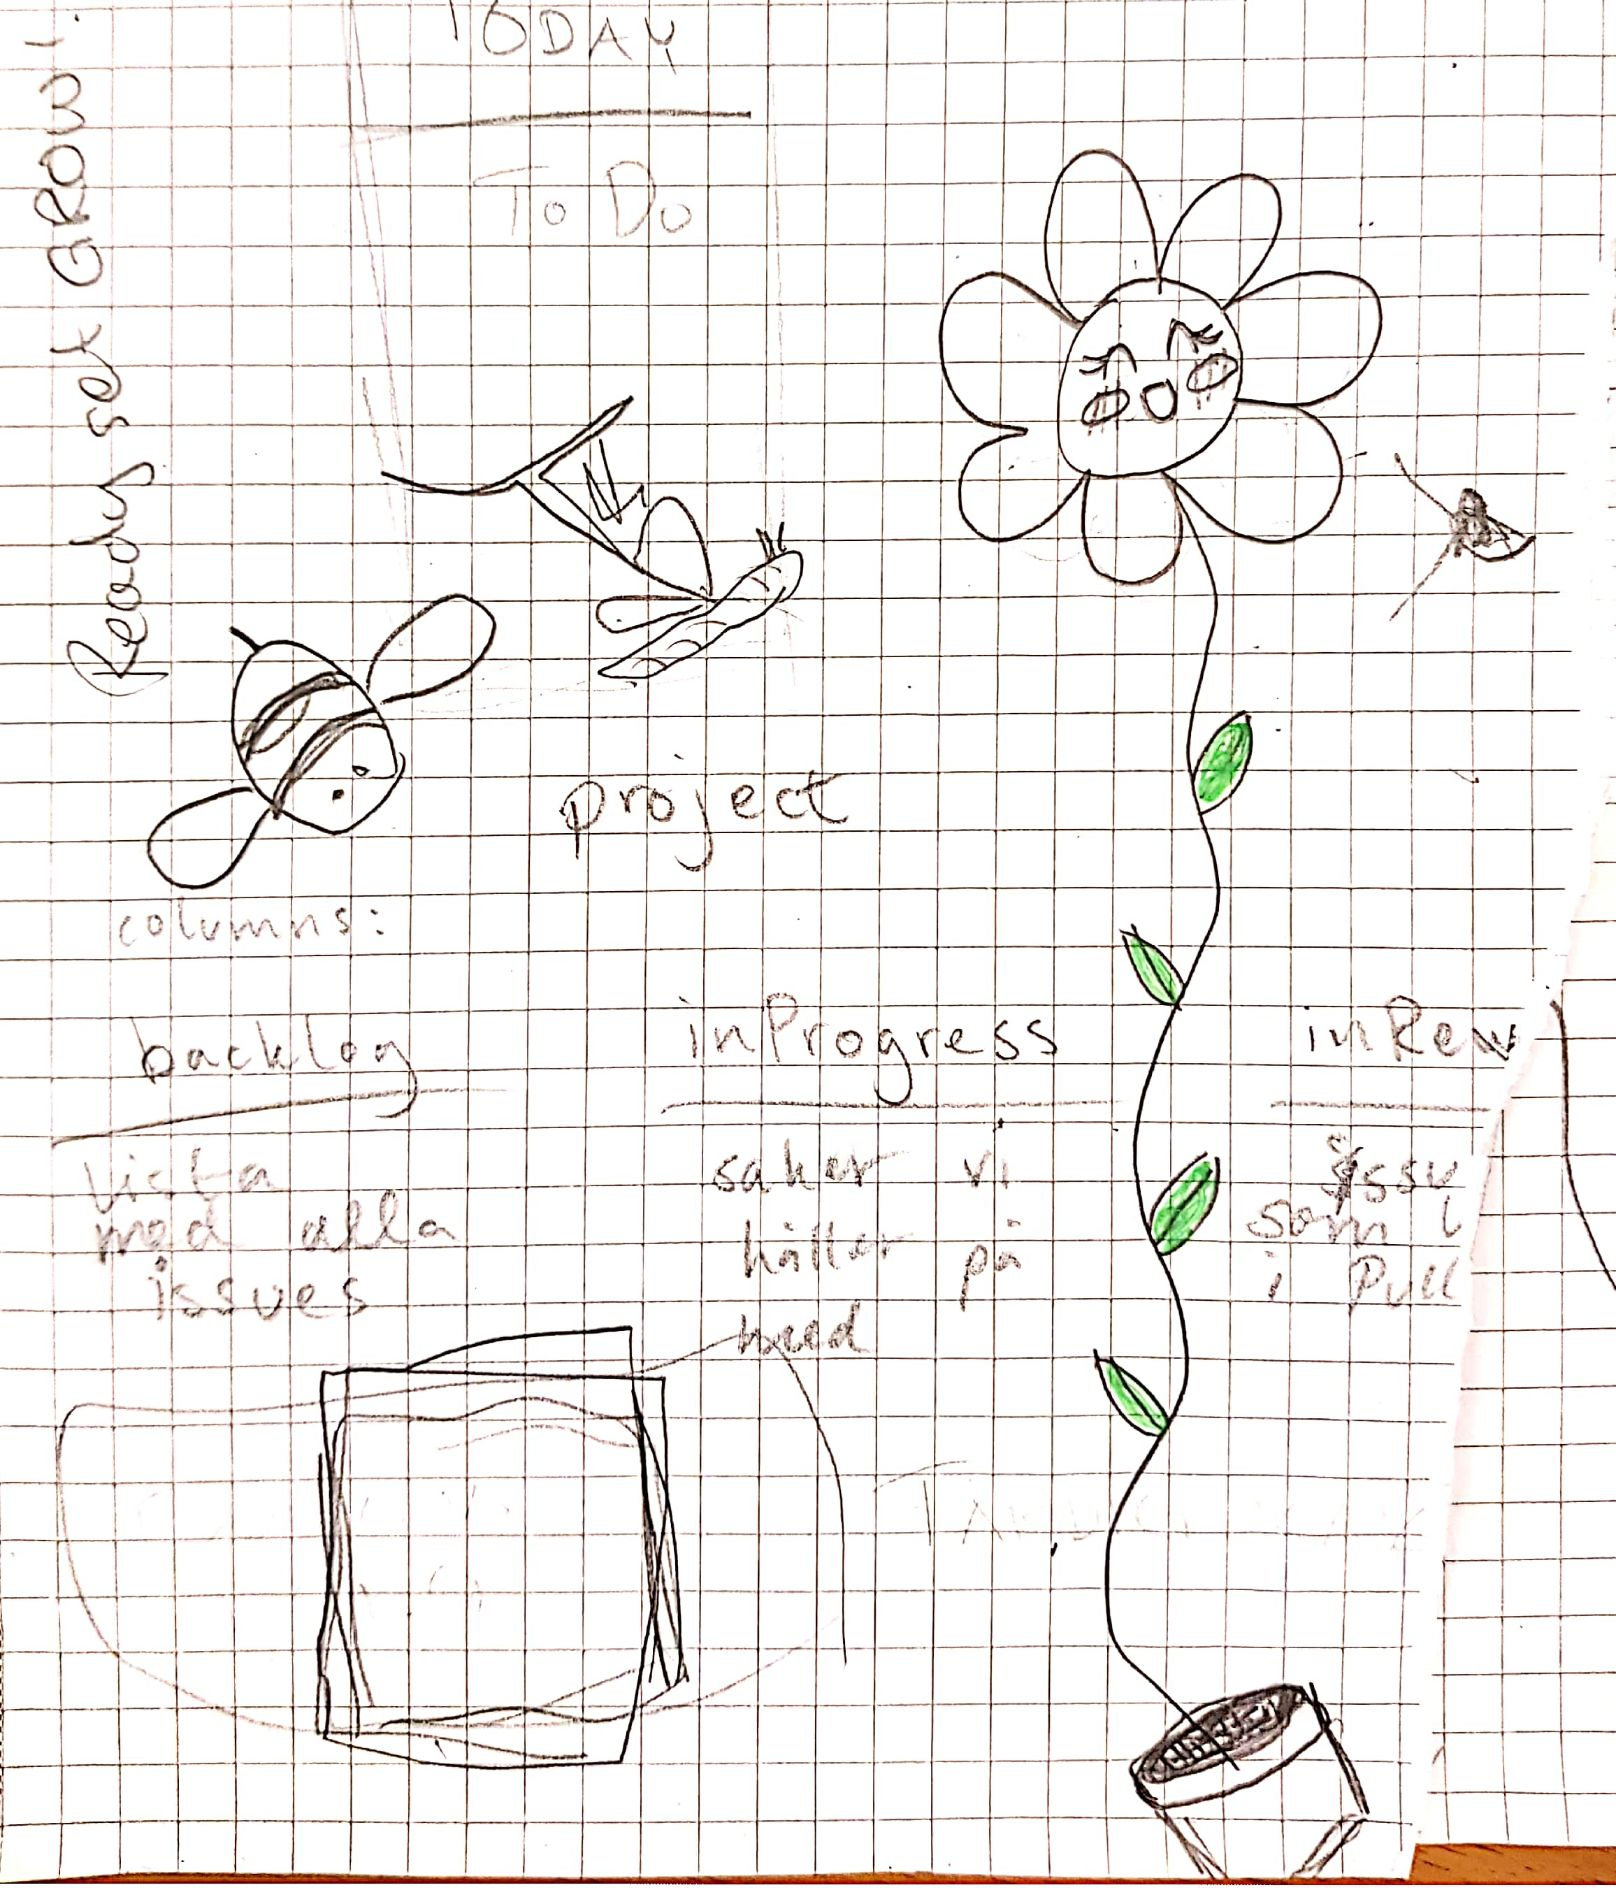 Ready set GROW!
TODAY
To Do
project
columns:
backlog
lista
med alla
issues
inProgress
saker vi
håller på
med
inRew
issu
som
i Pull